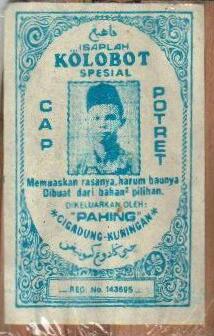 ISAPLAH
KOLOBOT
SPESIAL
CAP
POTRET
Memuaskan rasanya, harum baunya
Dibuat dari bahan² pilihan.
DIKELUARKAN OLEH:
"PAHING"
*CIGADUNG-KUNINGAN*
REG. No. 143695